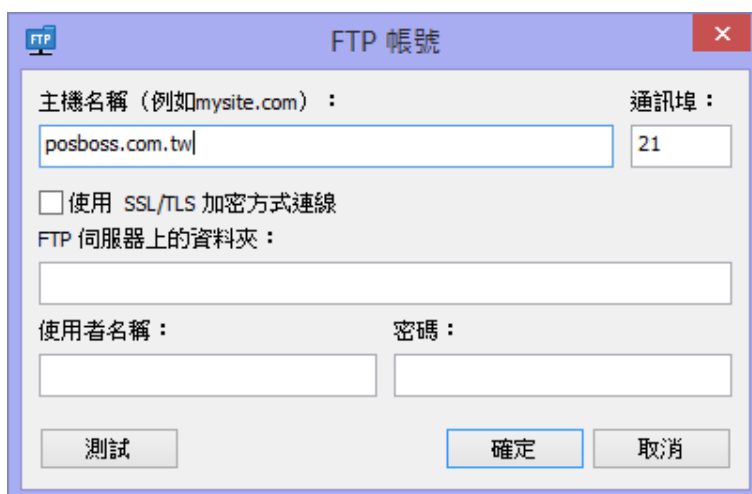 FTP
FTP 帳號
主機名稱（例如mysite.com）： 通訊埠：
posboss.com.tw 21
使用 SSL/TLS 加密方式連線
FTP 伺服器上的資料夾：
使用者名稱： 密碼：
測試 確定 取消